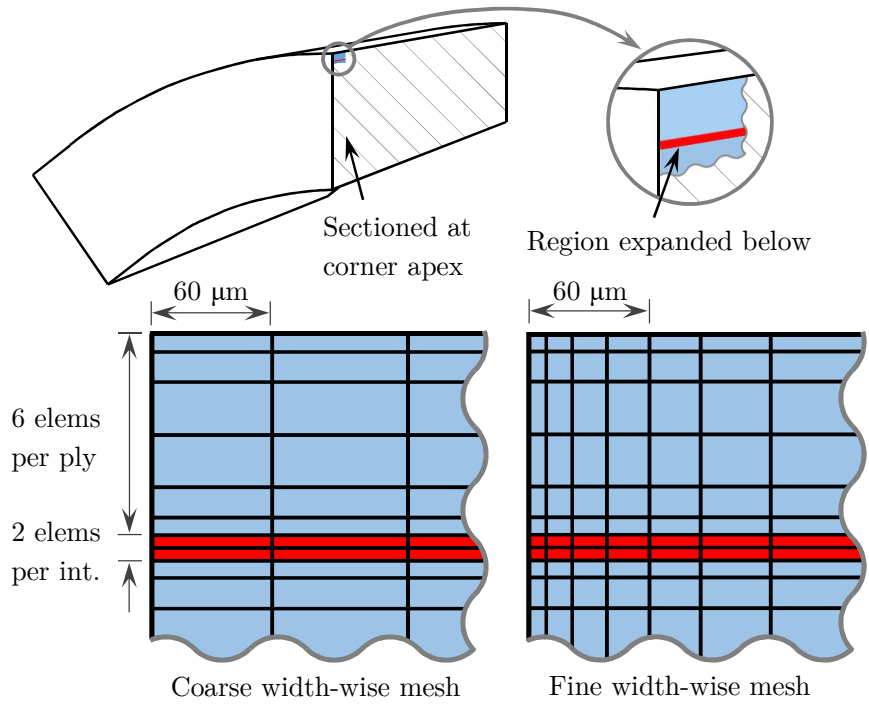 Sectioned at
corner apex
Region expanded below
60 μm
60 μm
6 elems
per ply
2 elems
per int.
Coarse width-wise mesh
Fine width-wise mesh